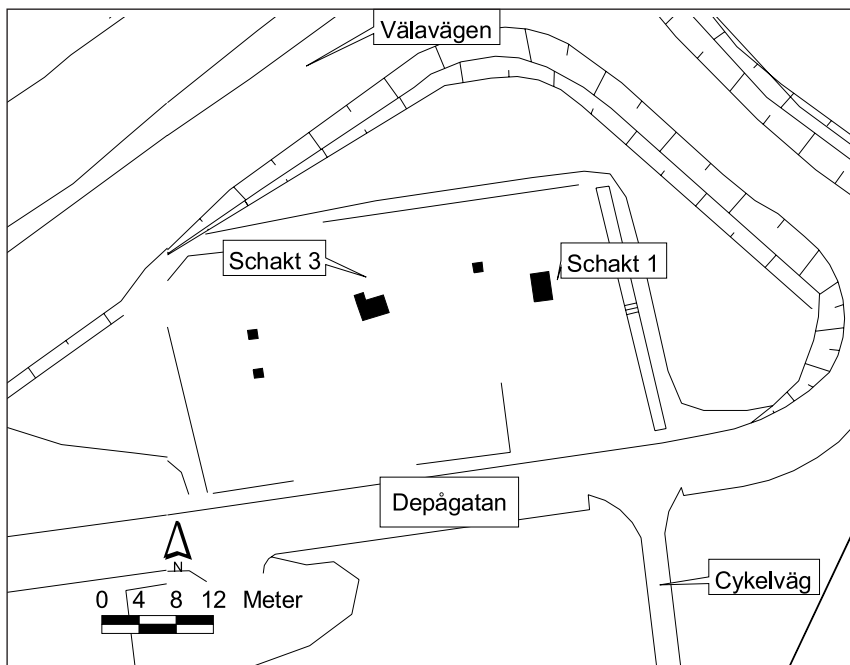 Välavägen
Schakt 3
Schakt 1
Depågatan
N
Cykelväg
0 4 8 12 Meter